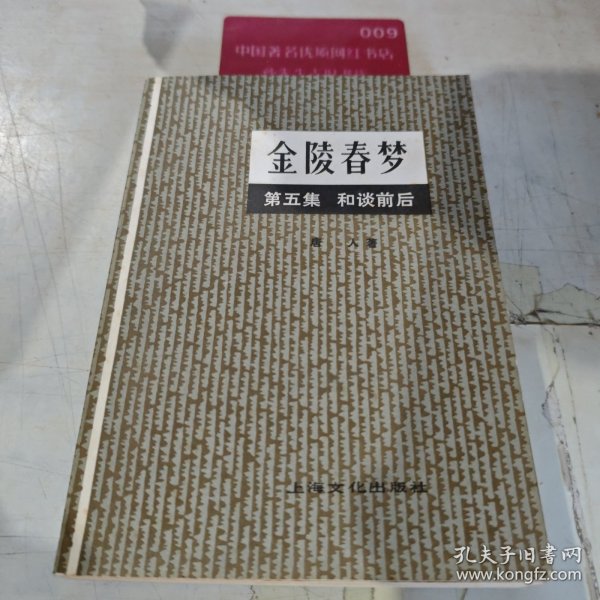 009
中国著名优质网红书店
金陵春梦
第五集 和谈前后
唐 人著
上海文化出版社
孔夫子旧书网
www.kongfz.com